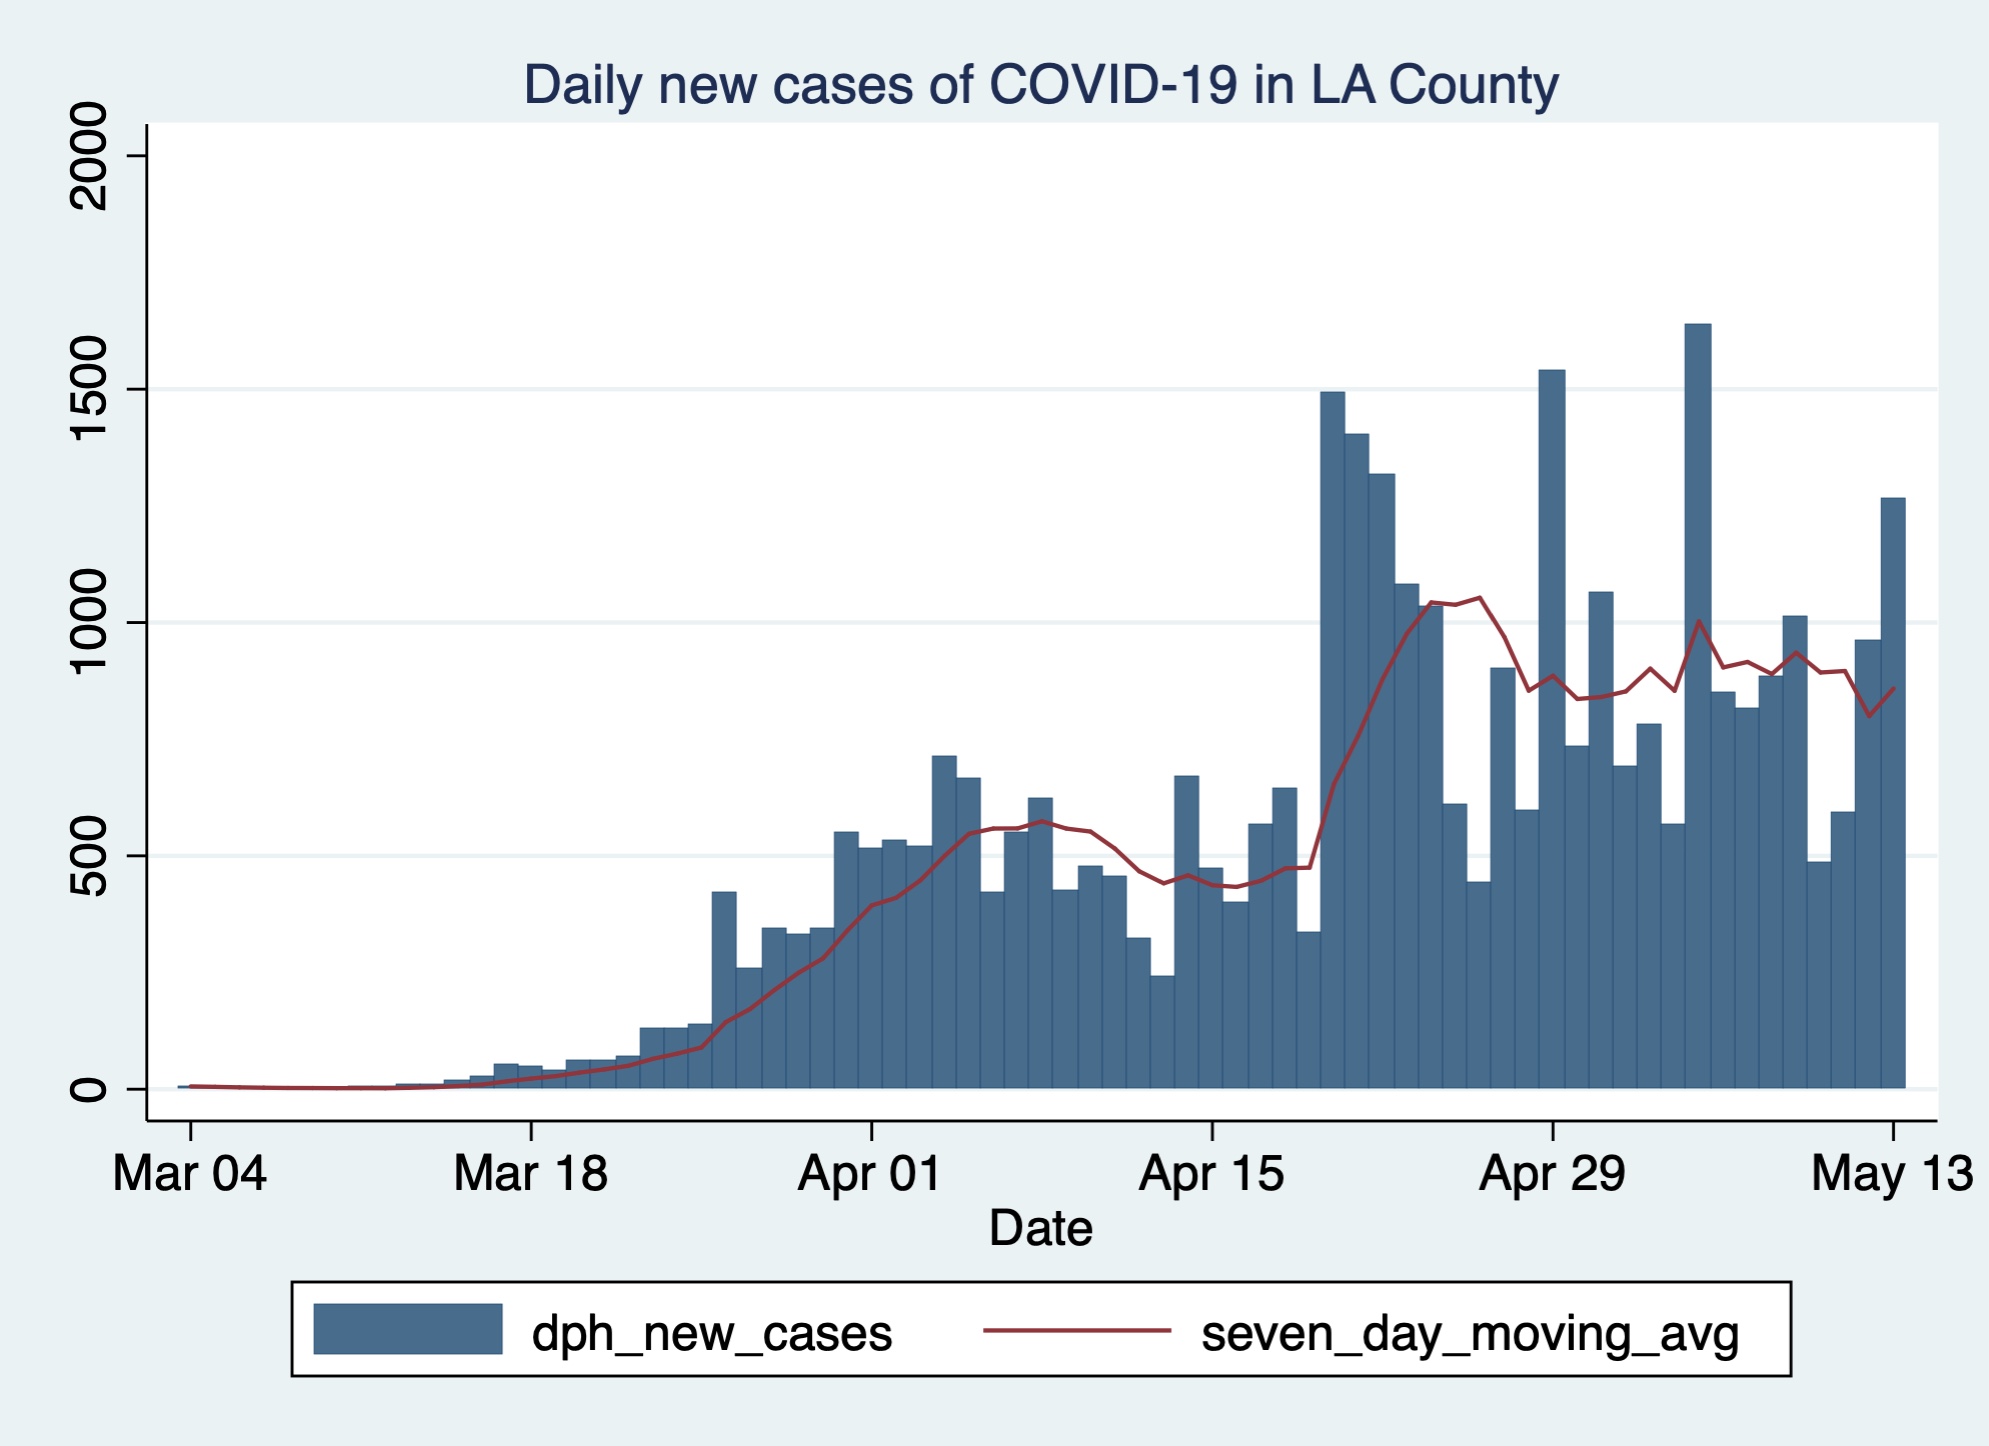 Daily new cases of COVID-19 in LA County
2000
1500
1000
500
0
Mar 04 Mar 18 Apr 01 Apr 15 Apr 29 May 13
Date
dph_new_cases seven_day_moving_avg